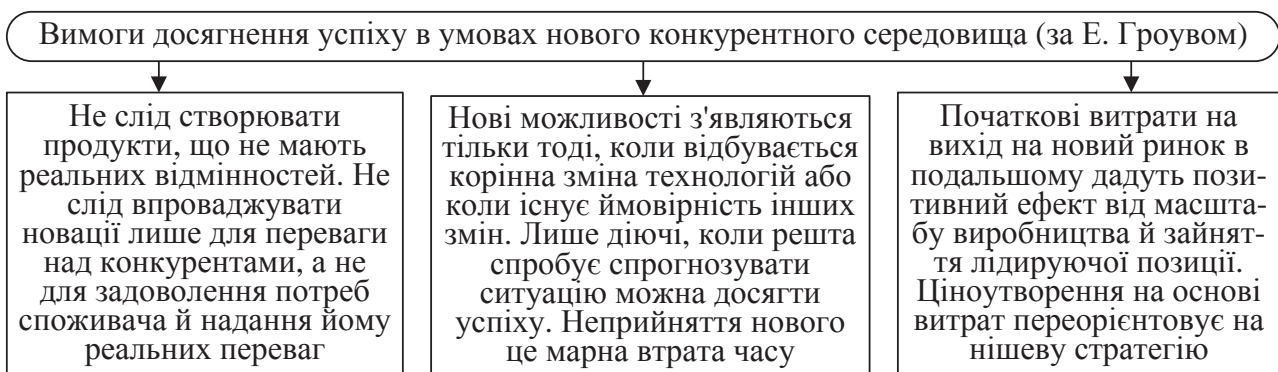 Вимоги досягнення успіху в умовах нового конкурентного середовища (за Е. Гроувом)
Не слід створювати
продукти, що не мають
реальних відмінностей. Не
слід впроваджувати
новації лише для переваги
над конкурентами, а не
для задоволення потреб
споживача й надання йому
реальних переваг
Нові можливості з'являються
тільки тоді, коли відбувається
корінна зміна технологій або
коли існує ймовірність інших
змін. Лише діючі, коли решта
спробує спрогнозувати
ситуацію можна досягти
успіху. Неприйняття нового
це марна втрата часу
Початкові витрати на
вихід на новий ринок в
подальшому дадуть пози-
тивний ефект від масшта-
бу виробництва й зайнят-
тя лідируючої позиції.
Ціноутворення на основі
витрат переорієнтовує на
нішеву стратегію